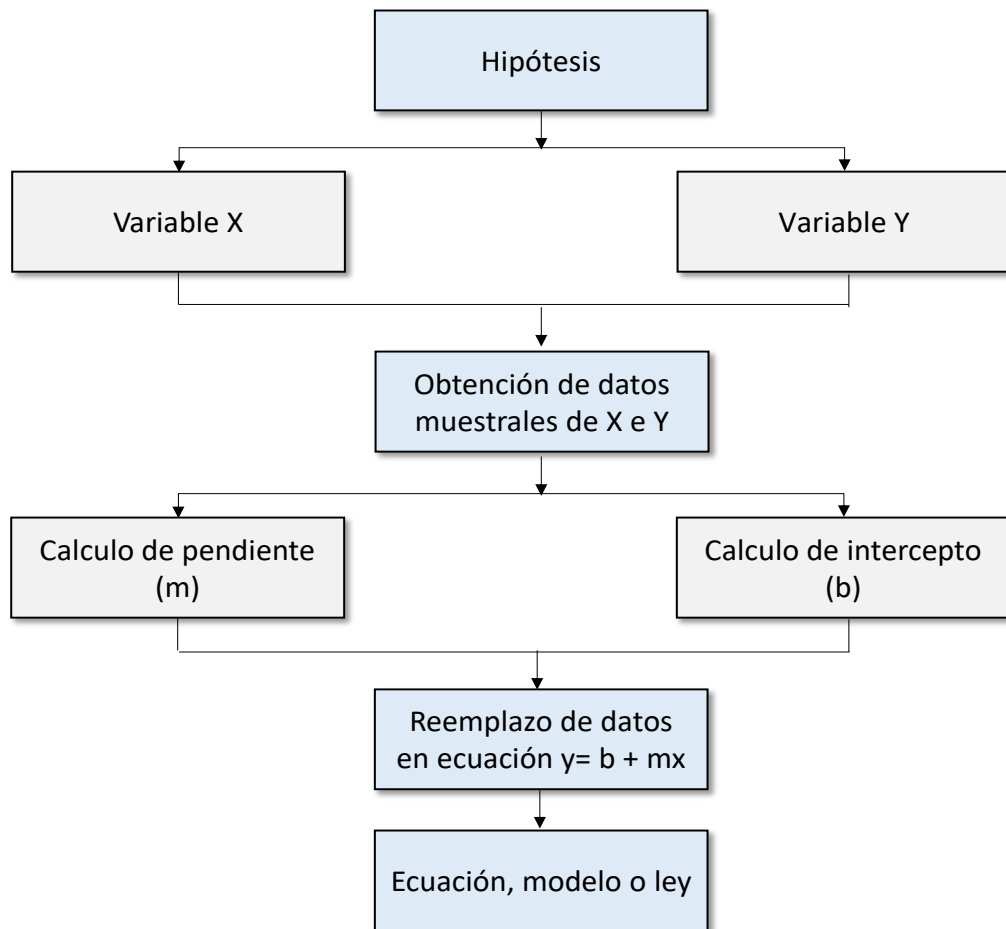 Hipótesis
Variable X
Variable Y
Obtención de datos
muestrales de X e Y
Calculo de pendiente
(m)
Calculo de intercepto
(b)
Reemplazo de datos
en ecuación y= b + mx
Ecuación, modelo o ley